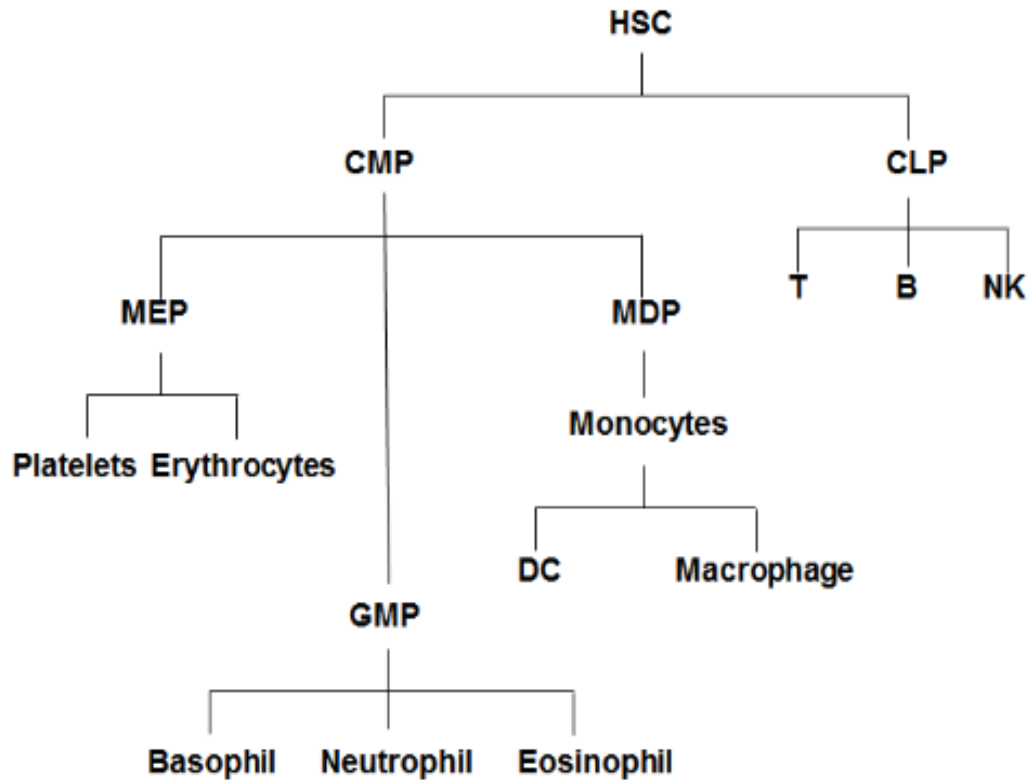 HSC
CMP CLP
T B NK
MEP MDP
Monocytes
Platelets Erythrocytes
DC Macrophage
GMP
Basophil Neutrophil Eosinophil